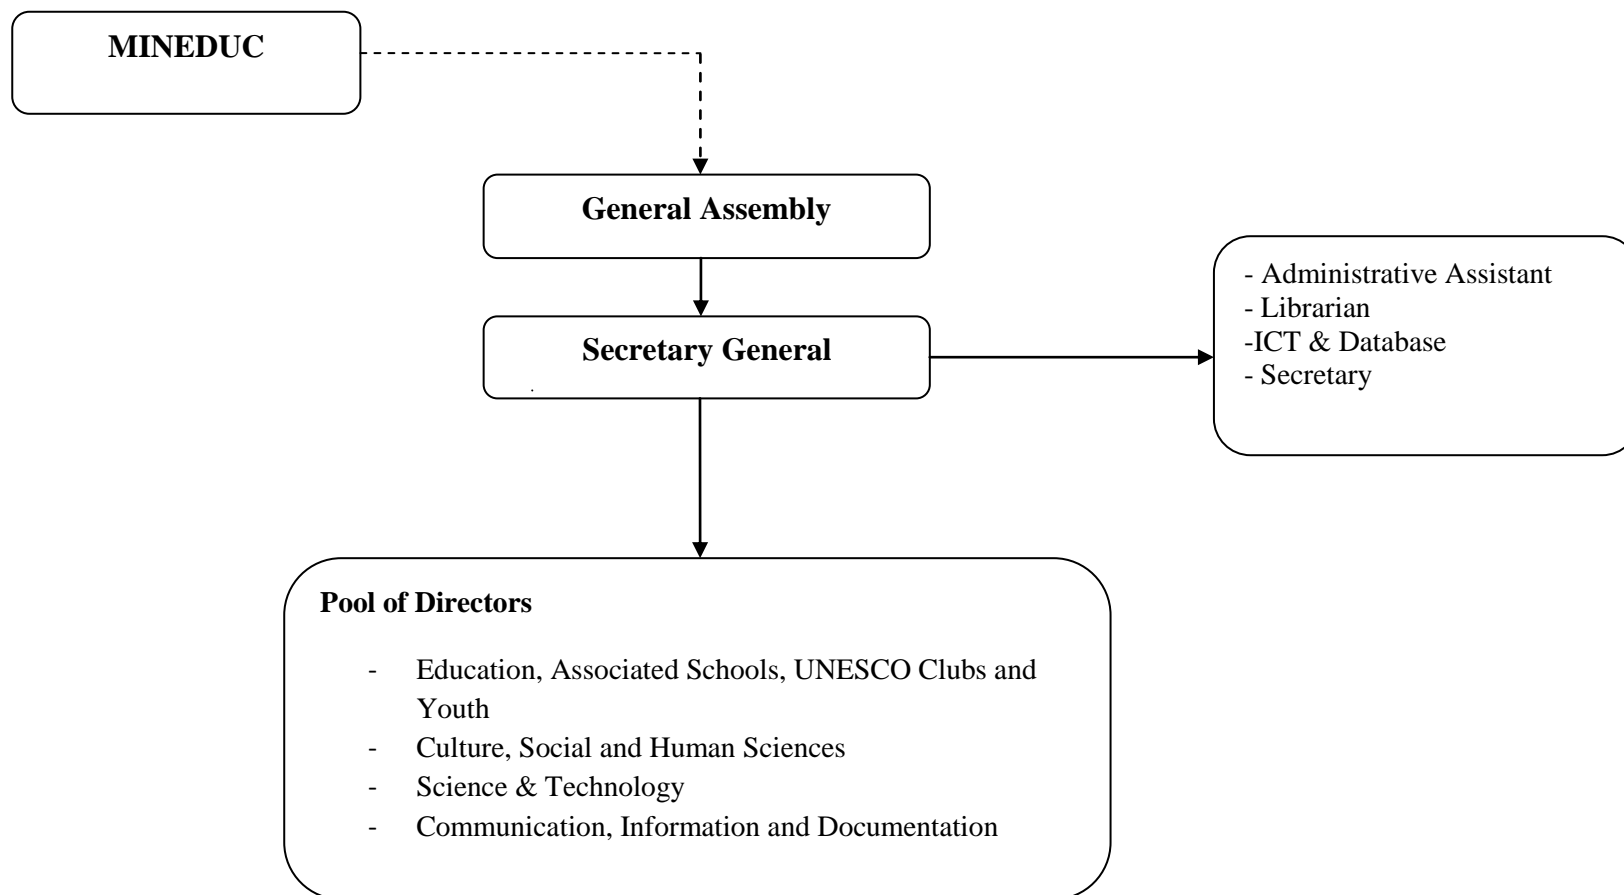 MINEDUC
General Assembly
- Administrative Assistant
- Librarian
-ICT & Database
- Secretary
Secretary General
.
Pool of Directors
- Education, Associated Schools, UNESCO Clubs and
Youth
- Culture, Social and Human Sciences
- Science & Technology
- Communication, Information and Documentation